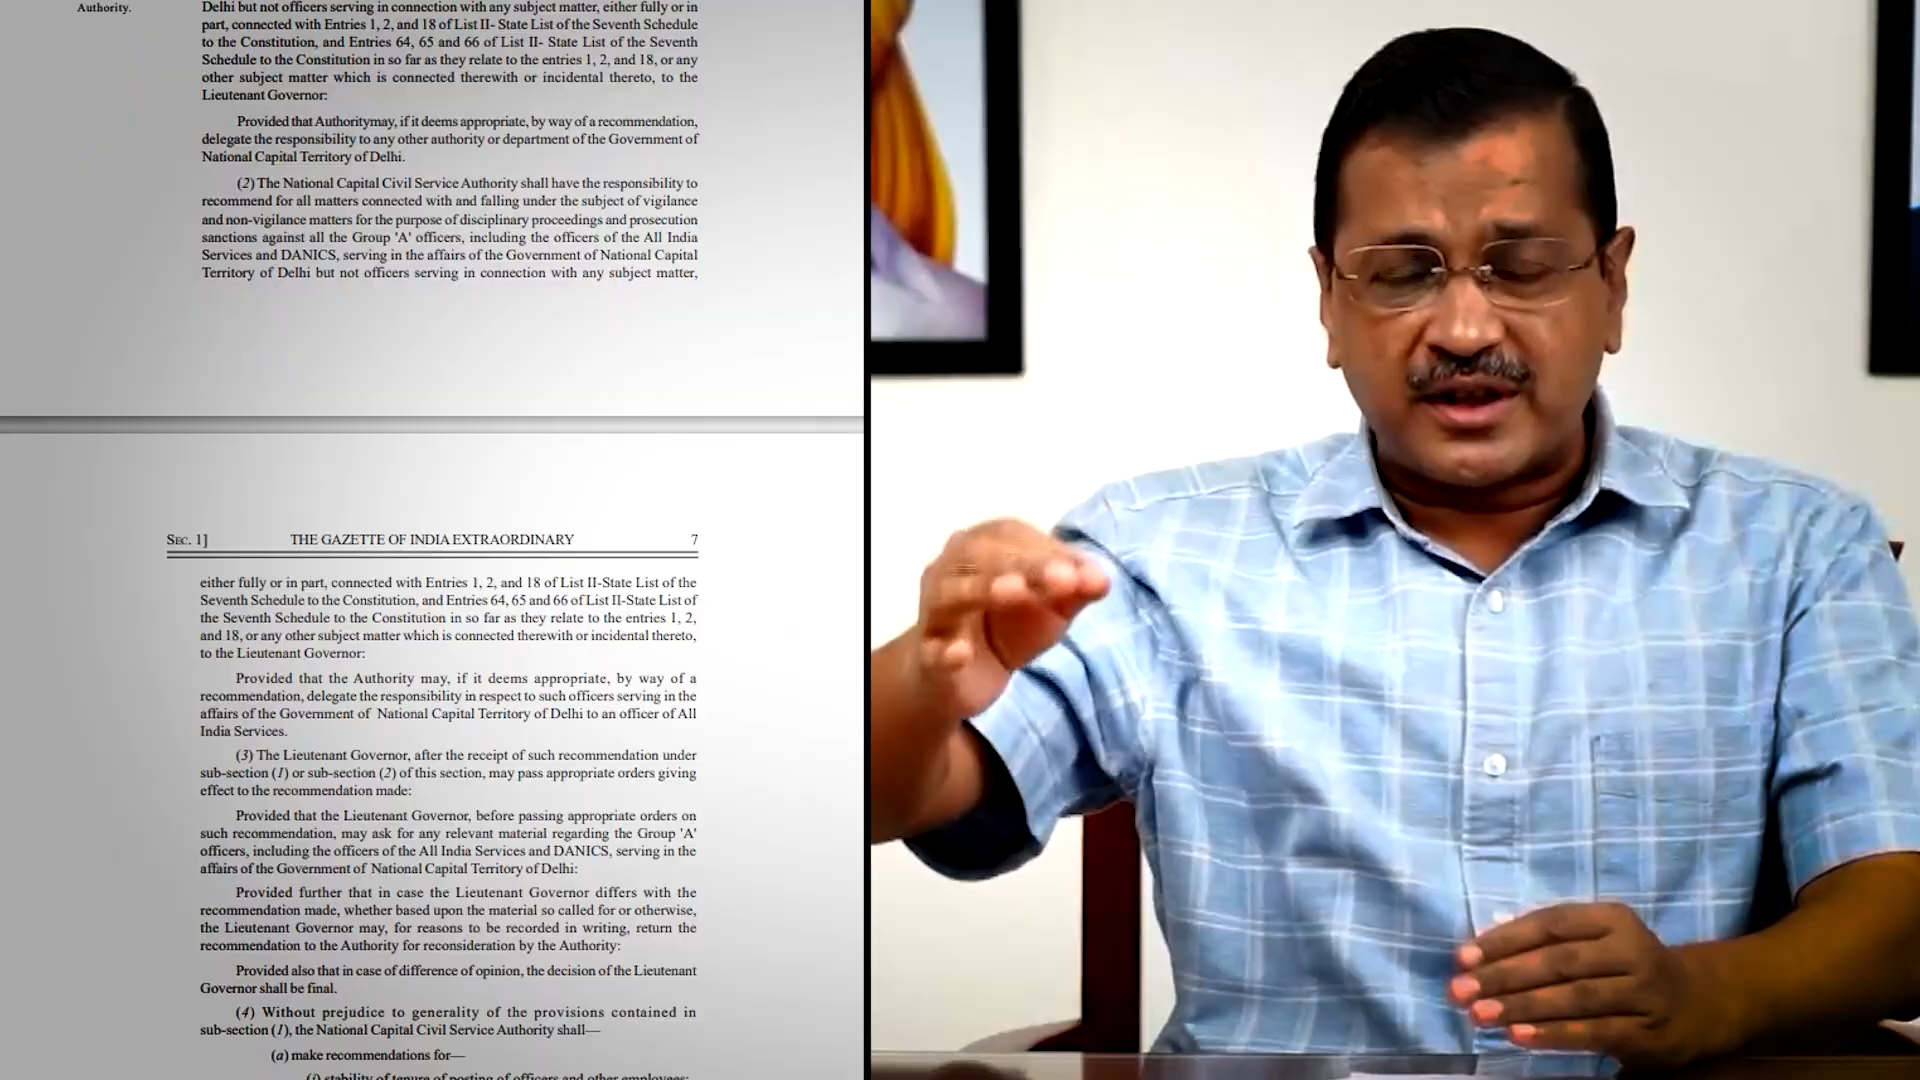 Authority.
Delhi but not officers serving in connection with any subject matter, either fully or in
part, connected with Entries 1, 2, and 18 of List II- State List of the Seventh Schedule
to the Constitution, and Entries 64, 65 and 66 of List II- State List of the Seventh
Schedule to the Constitution in so far as they relate to the entries 1, 2, and 18, or any
other subject matter which is connected therewith or incidental thereto, to the
Lieutenant Governor:
Provided that Authoritymay, if it deems appropriate, by way of a recommendation,
delegate the responsibility to any other authority or department of the Government of
National Capital Territory of Delhi.
(2) The National Capital Civil Service Authority shall have the responsibility to
recommend for all matters connected with and falling under the subject of vigilance
and non-vigilance matters for the purpose of disciplinary proceedings and prosecution
sanctions against all the Group 'A' officers, including the officers of the All India
Services and DANICS, serving in the affairs of the Government of National Capital
Territory of Delhi but not officers serving in connection with any subject matter,
SEC. 1] THE GAZETTE OF INDIA EXTRAORDINARY 7
either fully or in part, connected with Entries 1, 2, and 18 of List II-State List of the
Seventh Schedule to the Constitution, and Entries 64, 65 and 66 of List II-State List of
the Seventh Schedule to the Constitution in so far as they relate to the entries 1, 2,
and 18, or any other subject matter which is connected therewith or incidental thereto,
to the Lieutenant Governor:
Provided that the Authority may, if it deems appropriate, by way of a
recommendation, delegate the responsibility in respect to such officers serving in the
affairs of the Government of National Capital Territory of Delhi to an officer of All
India Services.
(3) The Lieutenant Governor, after the receipt of such recommendation under
sub-section (1) or sub-section (2) of this section, may pass appropriate orders giving
effect to the recommendation made:
Provided that the Lieutenant Governor, before passing appropriate orders on
such recommendation, may ask for any relevant material regarding the Group 'A'
officers, including the officers of the All India Services and DANICS, serving in the
affairs of the Government of National Capital Territory of Delhi:
Provided further that in case the Lieutenant Governor differs with the
recommendation made, whether based upon the material so called for or otherwise,
the Lieutenant Governor may, for reasons to be recorded in writing, return the
recommendation to the Authority for reconsideration by the Authority:
Provided also that in case of difference of opinion, the decision of the Lieutenant
Governor shall be final.
(4) Without prejudice to generality of the provisions contained in
sub-section (1), the National Capital Civil Service Authority shall—
(a) make recommendations for—
(i) stability of tenure of posting of officers and other employees;